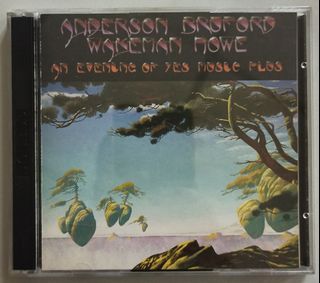 ANDERSON BRUFORD
WAKEMAN HOWE
AN EVENING OF YES MUSIC PLUS